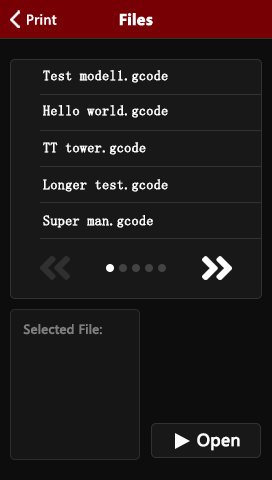 Print
Files
Test model1.gcode
Hello world.gcode
TT tower.gcode
Longer test.gcode
Super man.gcode
Selected File:
Open